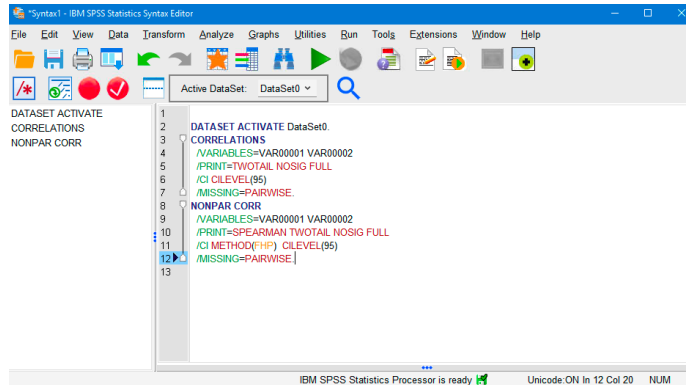 *Syntax1 - IBM SPSS Statistics Syntax Editor
File Edit View Data Transform Analyze Graphs Utilities Run Tools Extensions Window Help
Active DataSet: DataSet0
DATASET ACTIVATE
CORRELATIONS
NONPAR CORR
1
2 DATASET ACTIVATE DataSet0.
3 CORRELATIONS
4 /VARIABLES=VAR00001 VAR00002
5 /PRINT=TWOTAIL NOSIG FULL
6 /CI CILEVEL(95)
7 /MISSING=PAIRWISE.
8 NONPAR CORR
9 /VARIABLES=VAR00001 VAR00002
10 /PRINT=SPEARMAN TWOTAIL NOSIG FULL
11 /CI METHOD(FHP) CILEVEL(95)
12 /MISSING=PAIRWISE.
13
IBM SPSS Statistics Processor is ready Unicode:ON In 12 Col 20 NUM